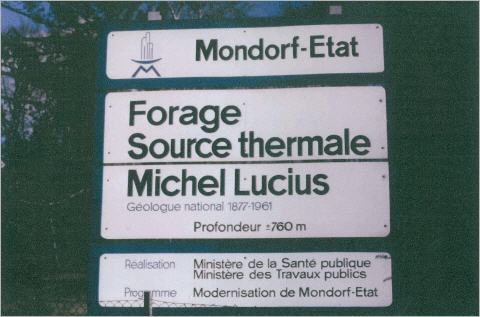 Mondorf-Etat
Forage
Source thermale
Michel Lucius
Géologue national 1877-1961
Profondeur ±760 m
Réalisation Ministère de la Santé publique
Ministère des Travaux publics
Programme Modernisation de Mondorf-Etat